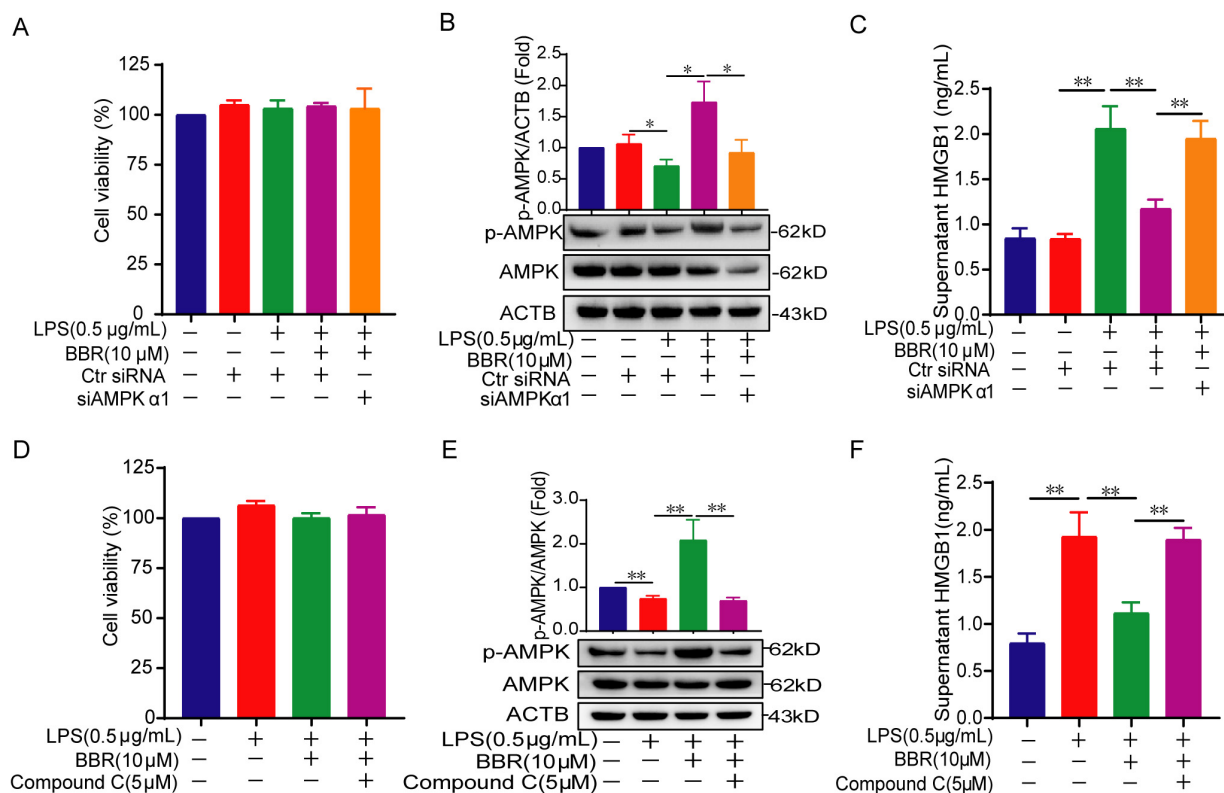 A
Cell viability (%)
125
100
75
50
25
0
LPS(0.5 µg/mL) – – + + +
BBR(10 µM) – – – + +
Ctr siRNA – + + + –
siAMPK α1 – – – – +
B
p-AMPK/ACTB (Fold)
2.5
2.0
1.5
1.0
0.5
0.0
* * *
p-AMPK -62kD
AMPK -62kD
ACTB -43kD
LPS(0.5µg/mL) – – + + +
BBR(10 µM) – – – + +
Ctr siRNA – + + + –
siAMPKα1 – – – – +
C
Supernatant HMGB1 (ng/mL)
2.0
1.5
1.0
0.5
0.0
** ** **
LPS(0.5 µg/mL) – – + + +
BBR(10 µM) – – – + +
Ctr siRNA – + + + –
siAMPK α1 – – – – +
D
Cell viability (%)
125
100
75
50
25
0
LPS(0.5µg/mL) – + + +
BBR(10µM) – – + +
Compound C(5µM) – – – +
E
p-AMPK/AMPK (Fold)
3.0
2.0
1.0
0.0
** ** **
p-AMPK -62kD
AMPK -62kD
ACTB -43kD
LPS(0.5µg/mL) – + + +
BBR(10µM) – – + +
Compound C(5µM) – – – +
F
Supernatant HMGB1(ng/mL)
2.5
2.0
1.5
1.0
0.5
0.0
** ** **
LPS(0.5µg/mL) – + + +
BBR(10µM) – – + +
Compound C(5µM) – – – +